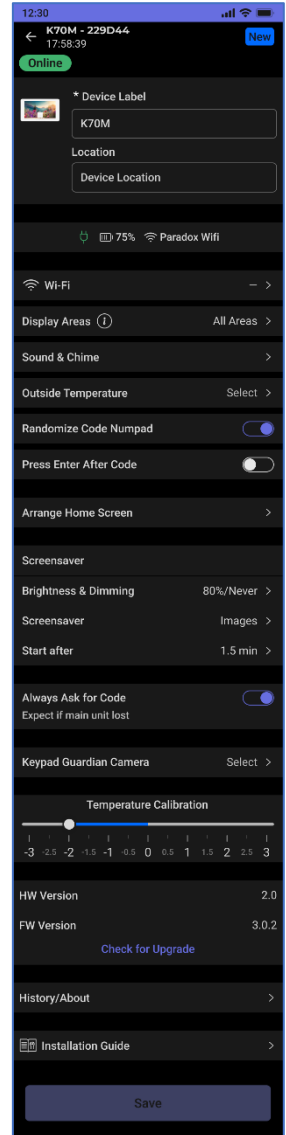 12:30
K70M - 229D44
17:58:39
New
Online
* Device Label
K70M
Location
Device Location
75% Paradox Wifi
Wi-Fi – >
Display Areas i All Areas >
Sound & Chime >
Outside Temperature Select >
Randomize Code Numpad
Press Enter After Code
Arrange Home Screen >
Screensaver
Brightness & Dimming 80%/Never >
Screensaver Images >
Start after 1.5 min >
Always Ask for Code
Expect if main unit lost
Keypad Guardian Camera Select >
Temperature Calibration
-3 -2.5 -2 -1.5 -1 -0.5 0 0.5 1 1.5 2 2.5 3
HW Version 2.0
FW Version 3.0.2
Check for Upgrade
History/About >
Installation Guide >
Save